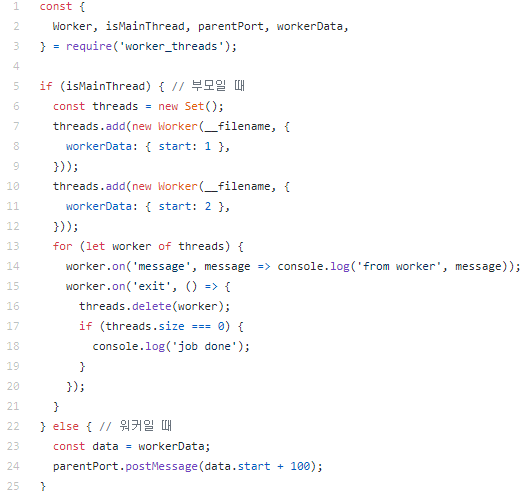 1 const {
2   Worker, isMainThread, parentPort, workerData,
3 } = require('worker_threads');
4
5 if (isMainThread) { // 부모일 때
6   const threads = new Set();
7   threads.add(new Worker(__filename, {
8     workerData: { start: 1 },
9   }));
10   threads.add(new Worker(__filename, {
11     workerData: { start: 2 },
12   }));
13   for (let worker of threads) {
14     worker.on('message', message => console.log('from worker', message));
15     worker.on('exit', () => {
16       threads.delete(worker);
17       if (threads.size === 0) {
18         console.log('job done');
19       }
20     });
21   }
22 } else { // 워커일 때
23   const data = workerData;
24   parentPort.postMessage(data.start + 100);
25 }